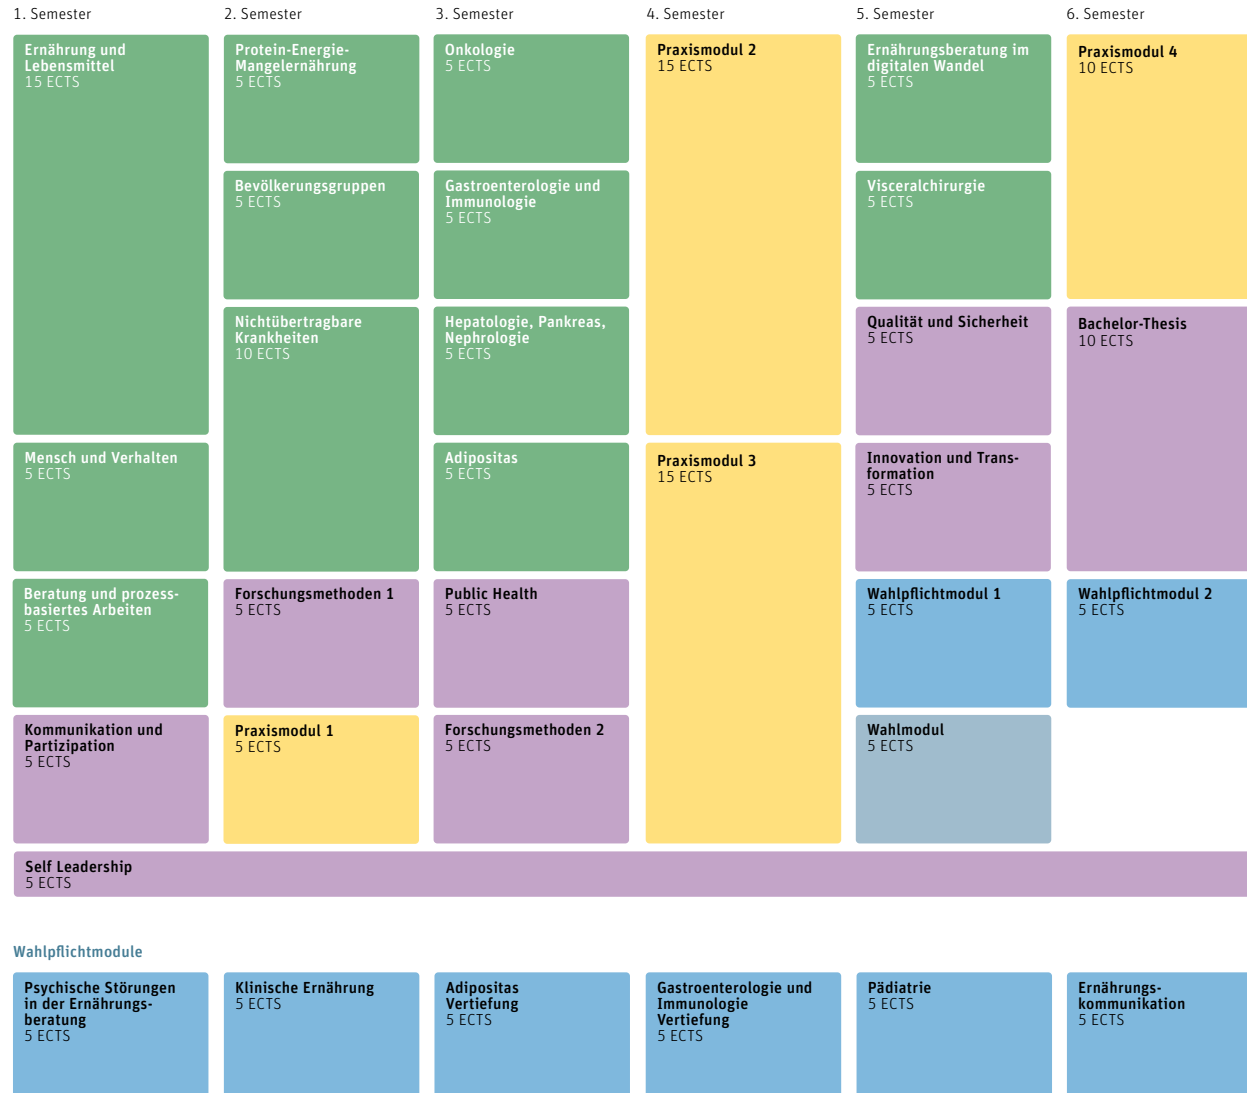 1. Semester
2. Semester
3. Semester
4. Semester
5. Semester
6. Semester
Ernährung und
Lebensmittel
15 ECTS
Protein-Energie-
Mangelernährung
5 ECTS
Onkologie
5 ECTS
Praxismodul 2
15 ECTS
Ernährungsberatung im
digitalen Wandel
5 ECTS
Praxismodul 4
10 ECTS
Bevölkerungsgruppen
5 ECTS
Gastroenterologie und
Immunologie
5 ECTS
Visceralchirurgie
5 ECTS
Nichtübertragbare
Krankheiten
10 ECTS
Hepatologie, Pankreas,
Nephrologie
5 ECTS
Qualität und Sicherheit
5 ECTS
Bachelor-Thesis
10 ECTS
Mensch und Verhalten
5 ECTS
Adipositas
5 ECTS
Praxismodul 3
15 ECTS
Innovation und Trans-
formation
5 ECTS
Beratung und prozess-
basiertes Arbeiten
5 ECTS
Forschungsmethoden 1
5 ECTS
Public Health
5 ECTS
Wahlpflichtmodul 1
5 ECTS
Wahlpflichtmodul 2
5 ECTS
Kommunikation und
Partizipation
5 ECTS
Praxismodul 1
5 ECTS
Forschungsmethoden 2
5 ECTS
Wahlmodul
5 ECTS
Self Leadership
5 ECTS
Wahlpflichtmodule
Psychische Störungen
in der Ernährungs-
beratung
5 ECTS
Klinische Ernährung
5 ECTS
Adipositas
Vertiefung
5 ECTS
Gastroenterologie und
Immunologie
Vertiefung
5 ECTS
Pädiatrie
5 ECTS
Ernährungs-
kommunikation
5 ECTS